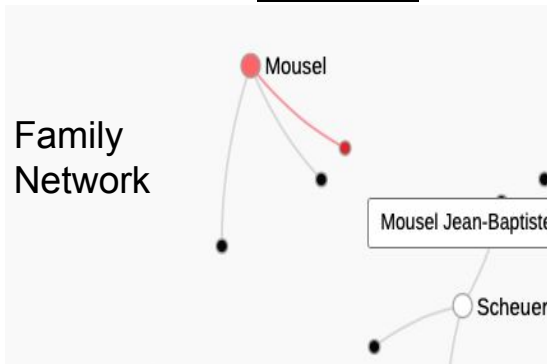 Mousel
Family
Network
Mousel Jean-Baptiste
Scheuer